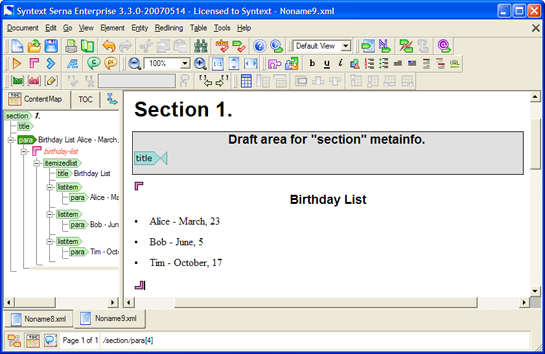 Syntext Serna Enterprise 3.3.0-20070514 - Licensed to Syntext - Noname9.xml
Document Edit Go View Element Entity Redlining Table Tools Help
Default View
100%
1:1
b u i
ContentMap TOC
section 1.
title
para Birthday List Alice - March,
birthday-list
itemizedlist
title Birthday List
listitem
para Alice - Ma
listitem
para Bob - Jun
listitem
para Tim - Octo
Section 1.
Draft area for "section" metainfo.
title
Birthday List
• Alice - March, 23
• Bob - June, 5
• Tim - October, 17
Noname8.xml Noname9.xml
Page 1 of 1 /section/para[4]